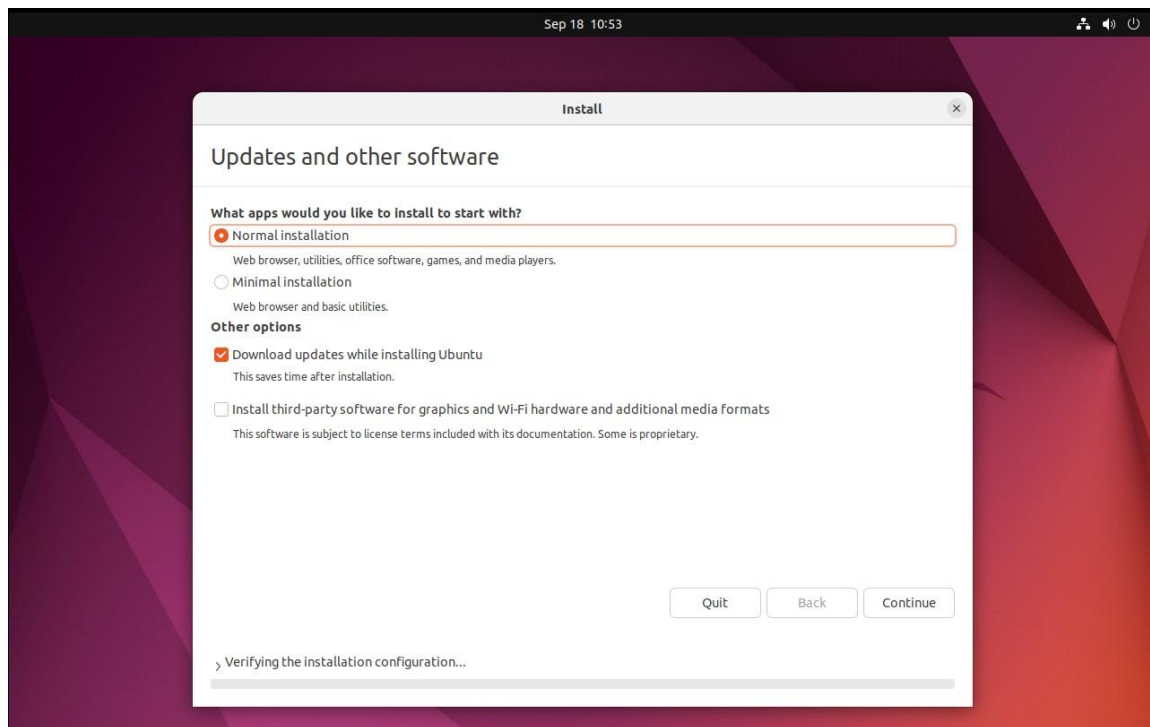 Sep 18 10:53
Install
Updates and other software
What apps would you like to install to start with?
Normal installation
Web browser, utilities, office software, games, and media players.
Minimal installation
Web browser and basic utilities.
Other options
Download updates while installing Ubuntu
This saves time after installation.
Install third-party software for graphics and Wi-Fi hardware and additional media formats
This software is subject to license terms included with its documentation. Some is proprietary.
Quit Back Continue
Verifying the installation configuration...